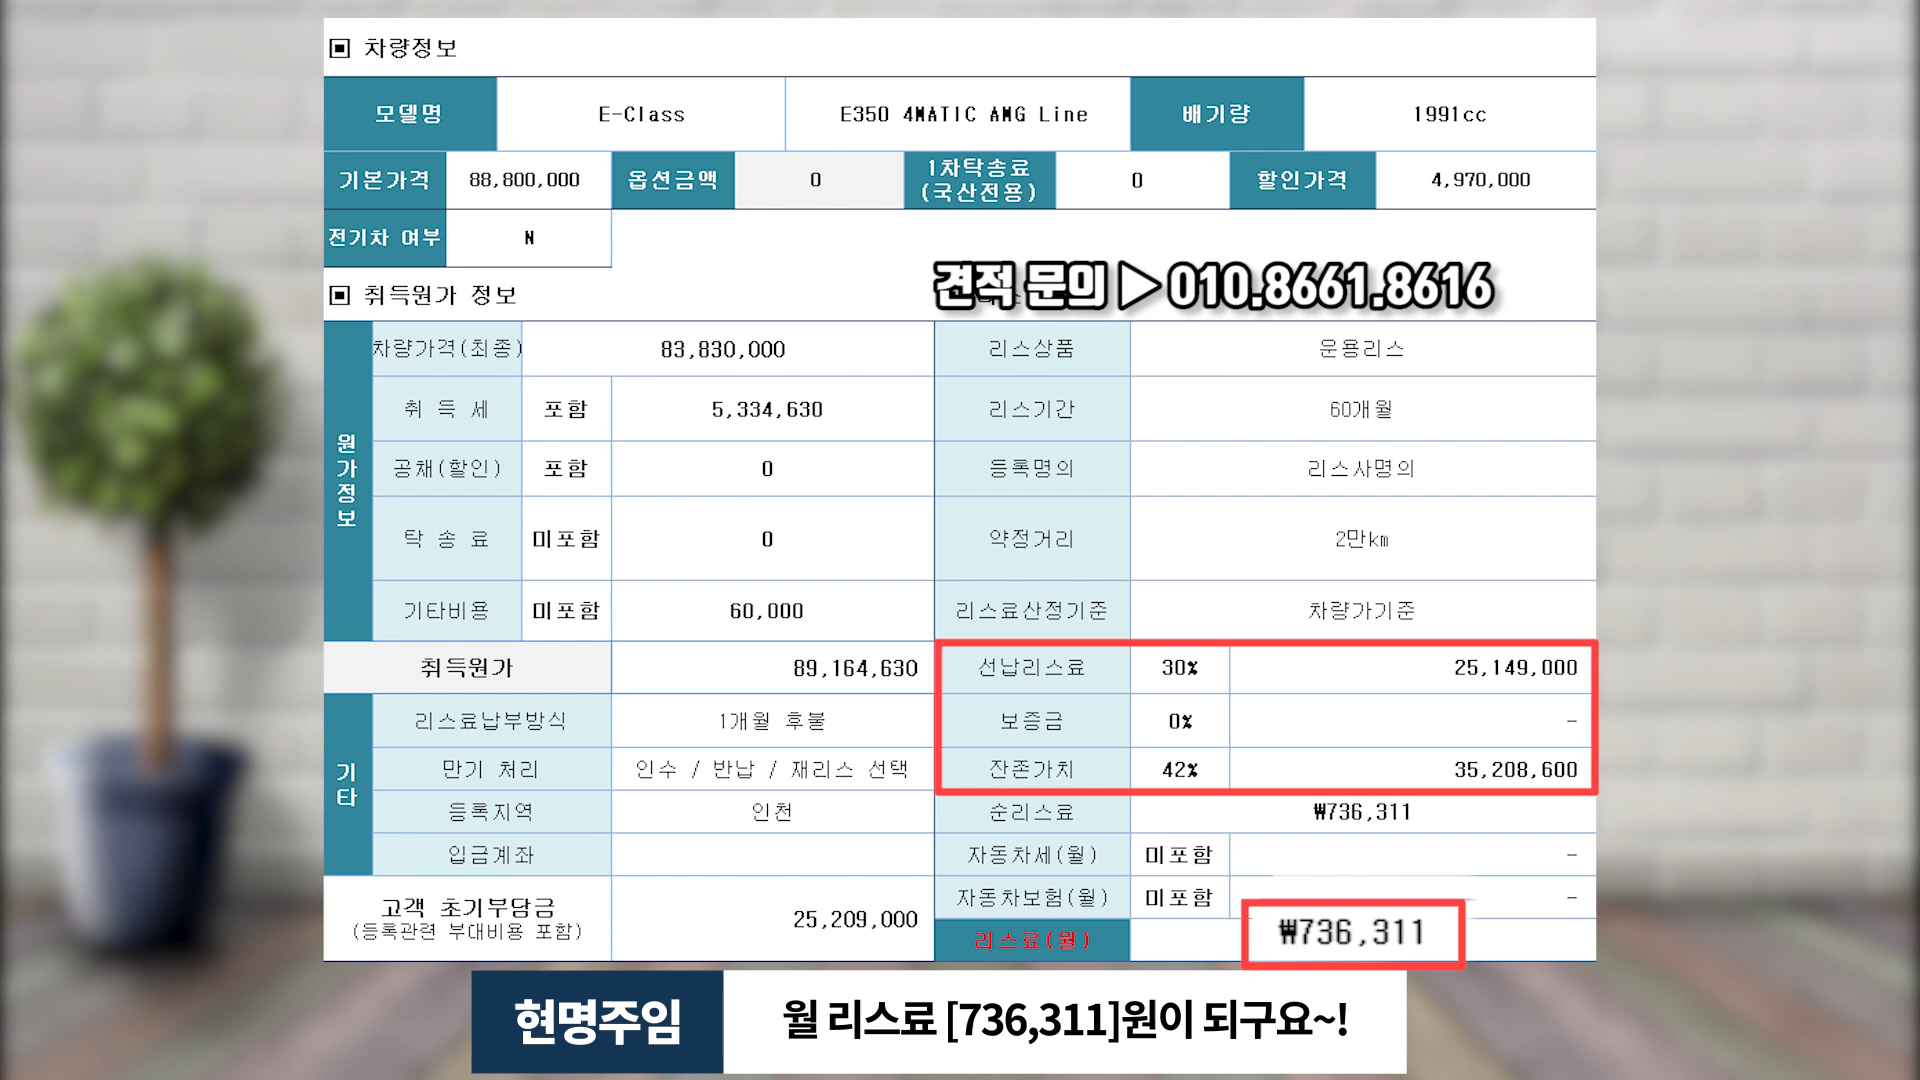 ▣ 차량정보
모델명 E-Class E350 4MATIC AMG Line 배기량 1991cc
기본가격 88,800,000 옵션금액 0 1차탁송료 (국산전용) 0 할인가격 4,970,000
전기차 여부 N
견적 문의 ▷ 010.8661.8616
▣ 취득원가 정보
원가정보
차량가격(최종) 83,830,000 리스상품 운용리스
취 득 세 포함 5,334,630 리스기간 60개월
공채(할인) 포함 0 등록명의 리스사명의
탁 송 료 미포함 0 약정거리 2만km
기타비용 미포함 60,000 리스료산정기준 차량가기준
취득원가 89,164,630 선납리스료 30% 25,149,000
기타
리스료납부방식 1개월 후불 보증금 0% -
만기 처리 인수 / 반납 / 재리스 선택 잔존가치 42% 35,208,600
등록지역 인천 순리스료 ₩736,311
입금계좌 자동차세(월) 미포함 -
고객 초기부담금 (등록관련 부대비용 포함) 25,209,000 자동차보험(월) 미포함 -
리스료(월) ₩736,311
현명주임 월 리스료 [736,311]원이 되구요~!